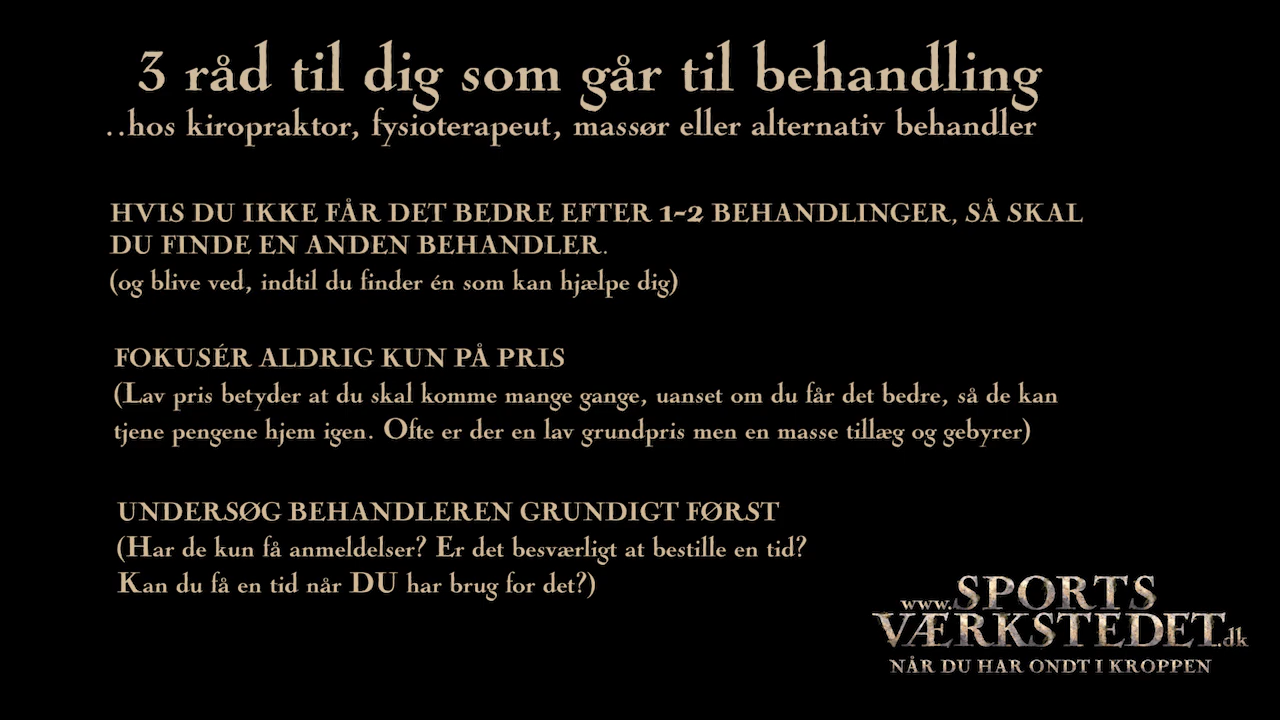 3 råd til dig som går til behandling
..hos kiropraktor, fysioterapeut, massør eller alternativ behandler
HVIS DU IKKE FÅR DET BEDRE EFTER 1-2 BEHANDLINGER, SÅ SKAL
DU FINDE EN ANDEN BEHANDLER.
(og blive ved, indtil du finder én som kan hjælpe dig)
FOKUSÉR ALDRIG KUN PÅ PRIS
(Lav pris betyder at du skal komme mange gange, uanset om du får det bedre, så de kan
tjene pengene hjem igen. Ofte er der en lav grundpris men en masse tillæg og gebyrer)
UNDERSØG BEHANDLEREN GRUNDIGT FØRST
(Har de kun få anmeldelser? Er det besværligt at bestille en tid?
Kan du få en tid når DU har brug for det?)
www.SPORTS
VÆRKSTEDET.dk
NÅR DU HAR ONDT I KROPPEN